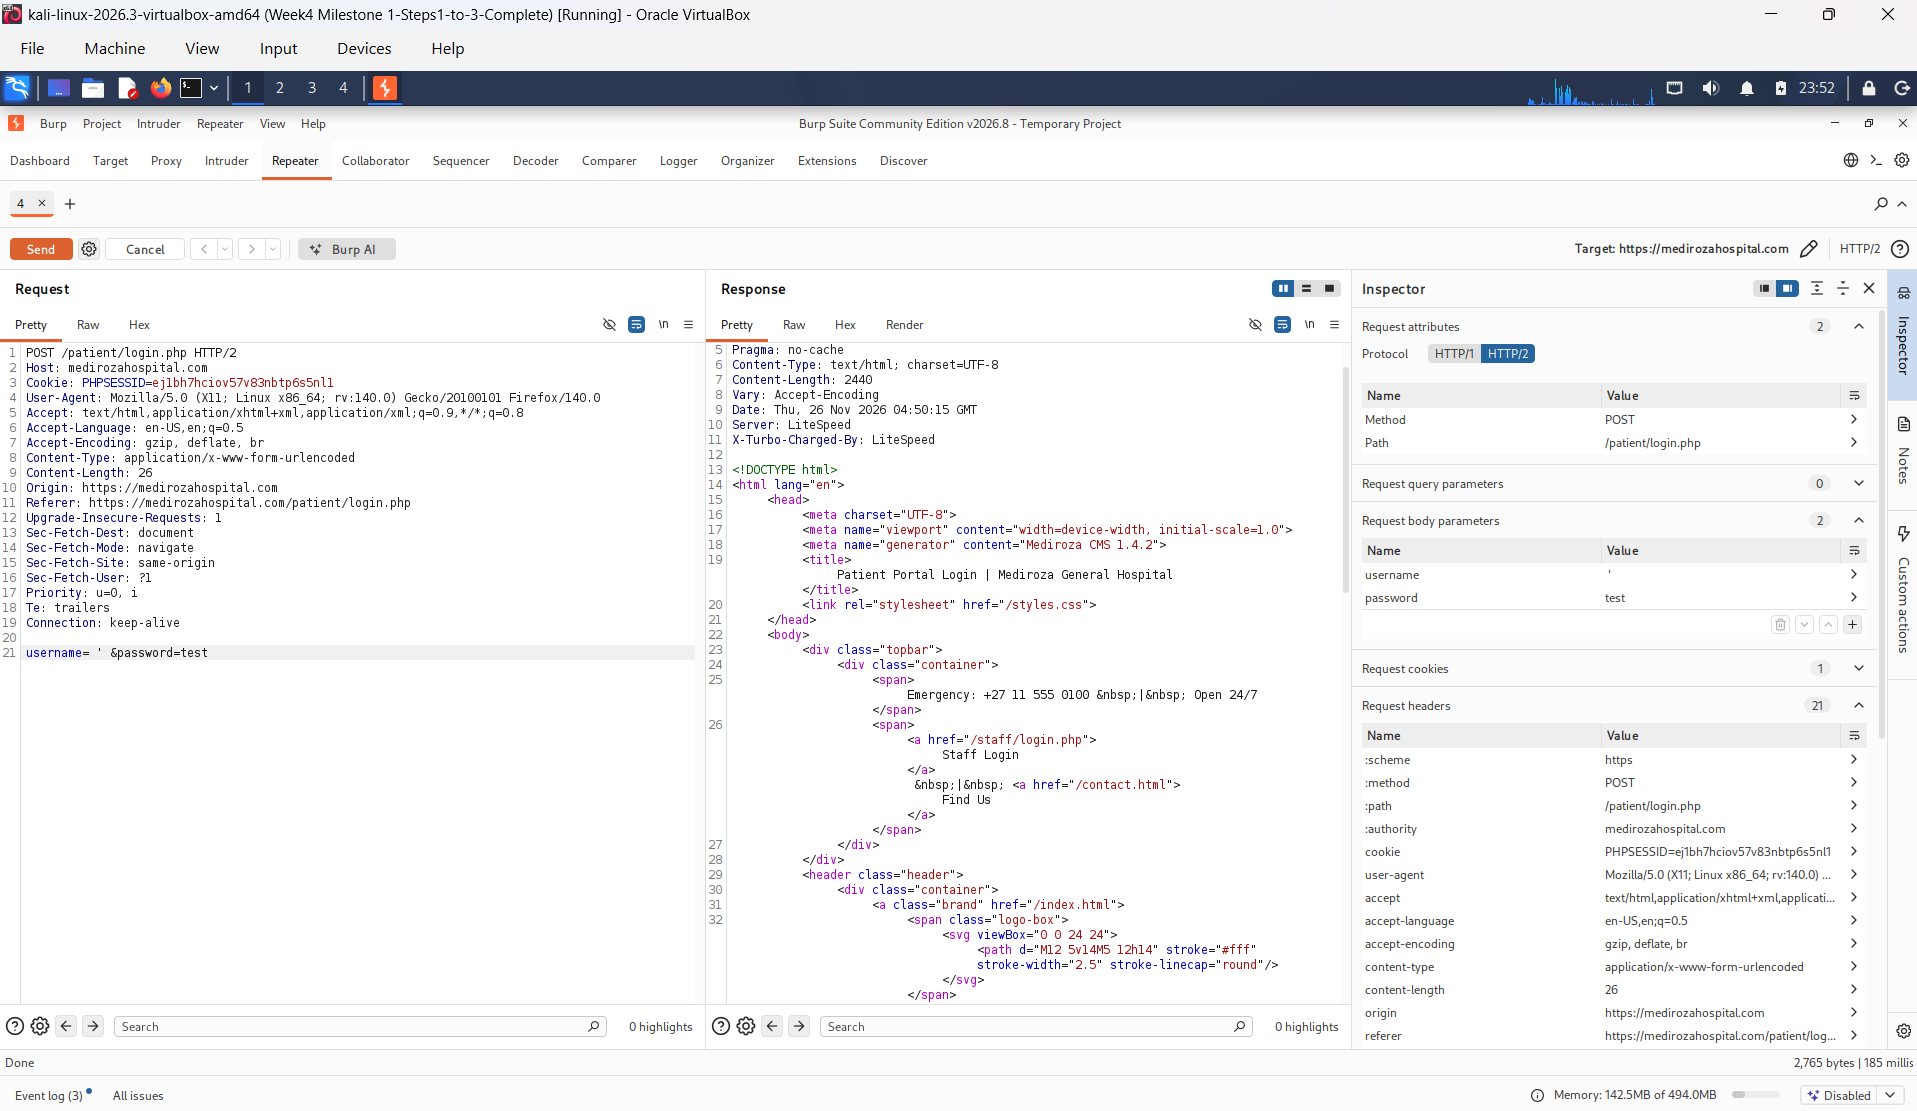 kali-linux-2026.3-virtualbox-amd64 (Week4 Milestone 1-Steps1-to-3-Complete) [Running] - Oracle VirtualBox
File Machine View Input Devices Help
1 2 3 4 23:52
Burp Project Intruder Repeater View Help Burp Suite Community Edition v2026.8 - Temporary Project
Dashboard Target Proxy Intruder Repeater Collaborator Sequencer Decoder Comparer Logger Organizer Extensions Discover
4 × +
Send Cancel < > Burp AI Target: https://medirozahospital.com HTTP/2
Request
Pretty Raw Hex \n
1 POST /patient/login.php HTTP/2
2 Host: medirozahospital.com
3 Cookie: PHPSESSID=ej1bh7hciov57v83nbtp6s5nl1
4 User-Agent: Mozilla/5.0 (X11; Linux x86_64; rv:140.0) Gecko/20100101 Firefox/140.0
5 Accept: text/html,application/xhtml+xml,application/xml;q=0.9,*/*;q=0.8
6 Accept-Language: en-US,en;q=0.5
7 Accept-Encoding: gzip, deflate, br
8 Content-Type: application/x-www-form-urlencoded
9 Content-Length: 26
10 Origin: https://medirozahospital.com
11 Referer: https://medirozahospital.com/patient/login.php
12 Upgrade-Insecure-Requests: 1
13 Sec-Fetch-Dest: document
14 Sec-Fetch-Mode: navigate
15 Sec-Fetch-Site: same-origin
16 Sec-Fetch-User: ?1
17 Priority: u=0, i
18 Te: trailers
19 Connection: keep-alive
20
21 username= ' &password=test
Search 0 highlights
Response
Pretty Raw Hex Render \n
5 Pragma: no-cache
6 Content-Type: text/html; charset=UTF-8
7 Content-Length: 2440
8 Vary: Accept-Encoding
9 Date: Thu, 26 Nov 2026 04:50:15 GMT
10 Server: LiteSpeed
11 X-Turbo-Charged-By: LiteSpeed
12
13 <!DOCTYPE html>
14 <html lang="en">
15 <head>
16 <meta charset="UTF-8">
17 <meta name="viewport" content="width=device-width, initial-scale=1.0">
18 <meta name="generator" content="Mediroza CMS 1.4.2">
19 <title>
Patient Portal Login | Mediroza General Hospital
</title>
20 <link rel="stylesheet" href="/styles.css">
21 </head>
22 <body>
23 <div class="topbar">
24 <div class="container">
25 <span>
Emergency: +27 11 555 0100 &nbsp;|&nbsp; Open 24/7
</span>
26 <span>
<a href="/staff/login.php">
Staff Login
</a>
&nbsp;|&nbsp; <a href="/contact.html">
Find Us
</a>
</span>
27 </div>
28 </div>
29 <header class="header">
30 <div class="container">
31 <a class="brand" href="/index.html">
32 <span class="logo-box">
<svg viewBox="0 0 24 24">
<path d="M12 5v14M5 12h14" stroke="#fff"
stroke-width="2.5" stroke-linecap="round"/>
</svg>
</span>
Search 0 highlights
Inspector
Request attributes 2
Protocol HTTP/1 HTTP/2
Name Value
Method POST
Path /patient/login.php
Request query parameters 0
Request body parameters 2
Name Value
username '
password test
Request cookies 1
Request headers 21
Name Value
:scheme https
:method POST
:path /patient/login.php
:authority medirozahospital.com
cookie PHPSESSID=ej1bh7hciov57v83nbtp6s5nl1
user-agent Mozilla/5.0 (X11; Linux x86_64; rv:140.0) ...
accept text/html,application/xhtml+xml,applicati...
accept-language en-US,en;q=0.5
accept-encoding gzip, deflate, br
content-type application/x-www-form-urlencoded
content-length 26
origin https://medirozahospital.com
referer https://medirozahospital.com/patient/log...
Inspector
Notes
Custom actions
Done 2,765 bytes | 185 millis
Event log (3) All issues Memory: 142.5MB of 494.0MB Disabled